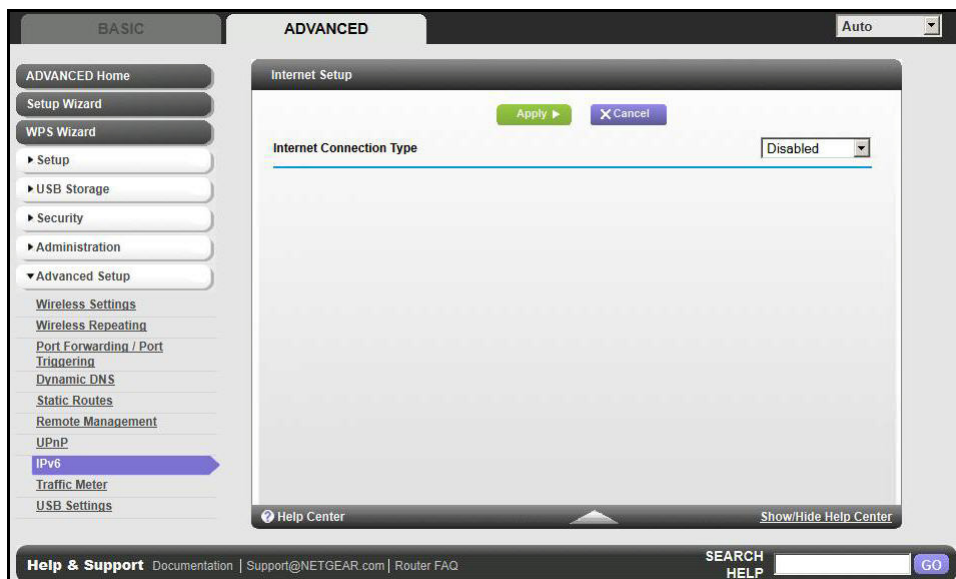 BASIC
ADVANCED
Auto
ADVANCED Home
Setup Wizard
WPS Wizard
Setup
USB Storage
Security
Administration
Advanced Setup
Wireless Settings
Wireless Repeating
Port Forwarding / Port
Triggering
Dynamic DNS
Static Routes
Remote Management
UPnP
IPv6
Traffic Meter
USB Settings
Internet Setup
Apply
Cancel
Internet Connection Type
Disabled
Help Center
Show/Hide Help Center
Help & Support Documentation | Support@NETGEAR.com | Router FAQ
SEARCH
HELP
GO